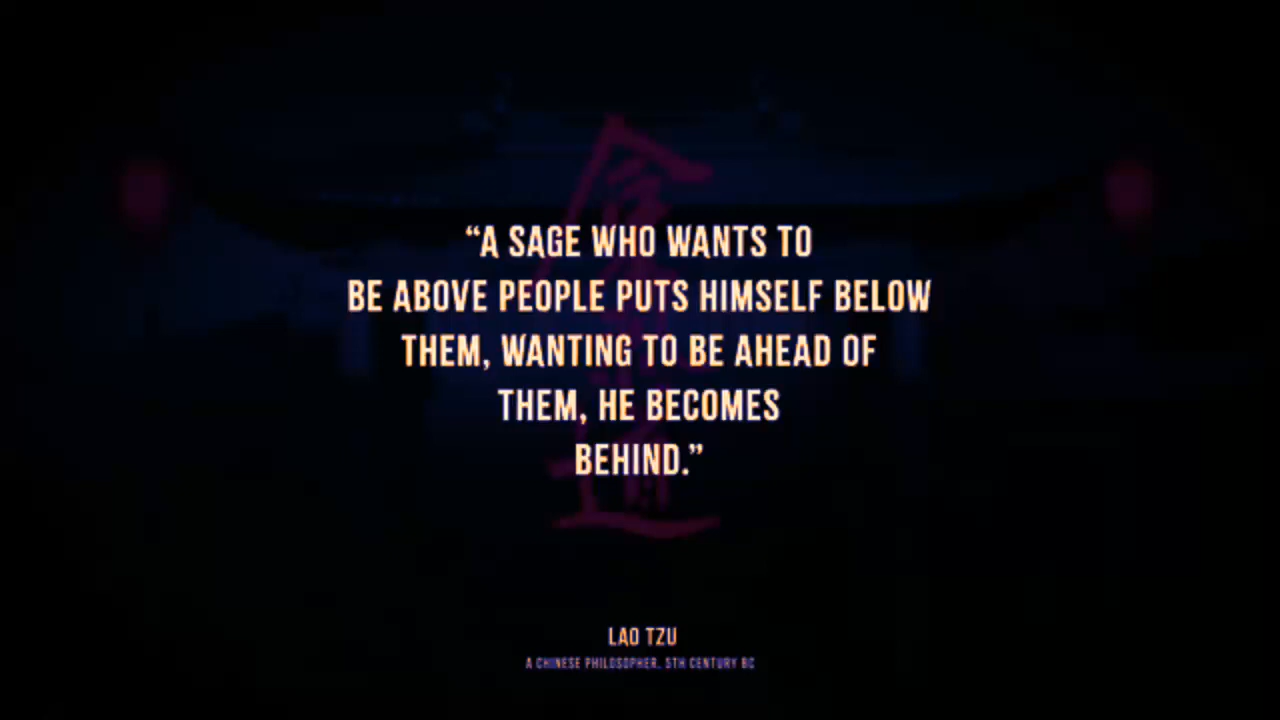 “A SAGE WHO WANTS TO
BE ABOVE PEOPLE PUTS HIMSELF BELOW
THEM, WANTING TO BE AHEAD OF
THEM, HE BECOMES
BEHIND.”
LAO TZU
A CHINESE PHILOSOPHER, 5TH CENTURY BC